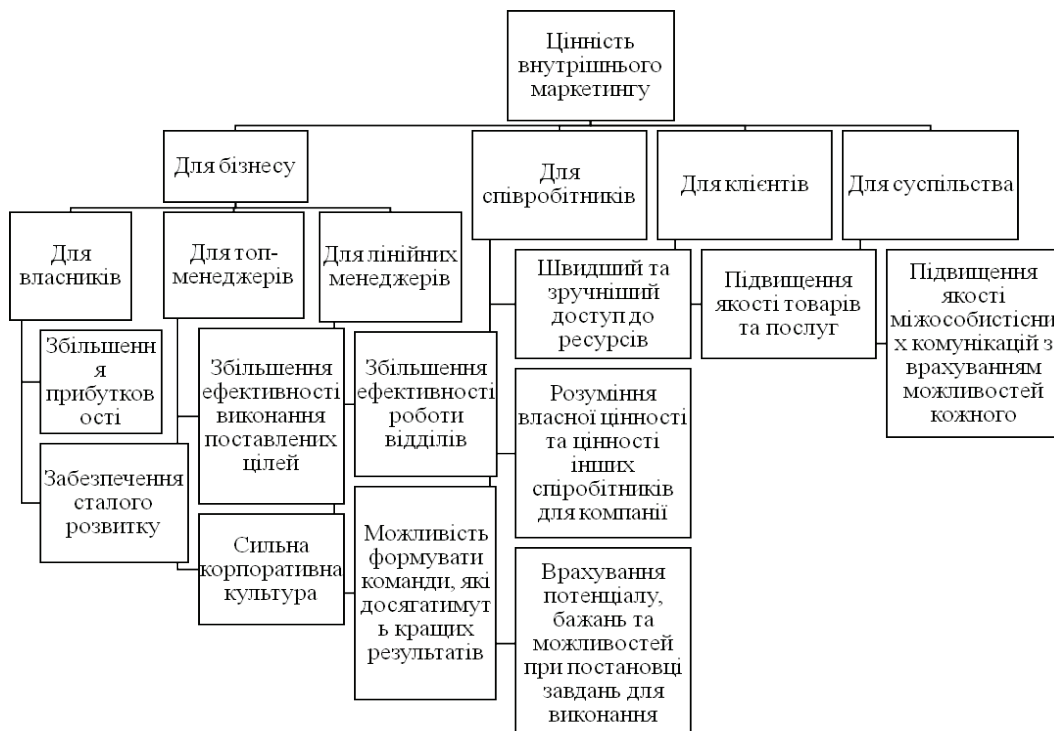 Цінність
внутрішнього
маркетингу
Для бізнесу
Для
співробітників
Для клієнтів
Для суспільства
Для
власників
Для топ-
менеджерів
Для лінійних
менеджерів
Збільшенн
я
прибутков
ості
Забезпечення
сталого
розвитку
Збільшення
ефективності
виконання
поставлених
цілей
Сильна
корпоративна
культура
Збільшення
ефективності
роботи
відділів
Можливість
формувати
команди, які
досягатимут
ь кращих
результатів
Швидший та
зручніший
доступ до
ресурсів
Розуміння
власної цінності
та цінності
інших
співробітників
для компанії
Врахування
потенціалу,
бажань та
можливостей
при постановці
завдань для
виконання
Підвищення
якості товарів
та послуг
Підвищення
якості
міжособистісни
х комунікацій з
врахуванням
можливостей
кожного